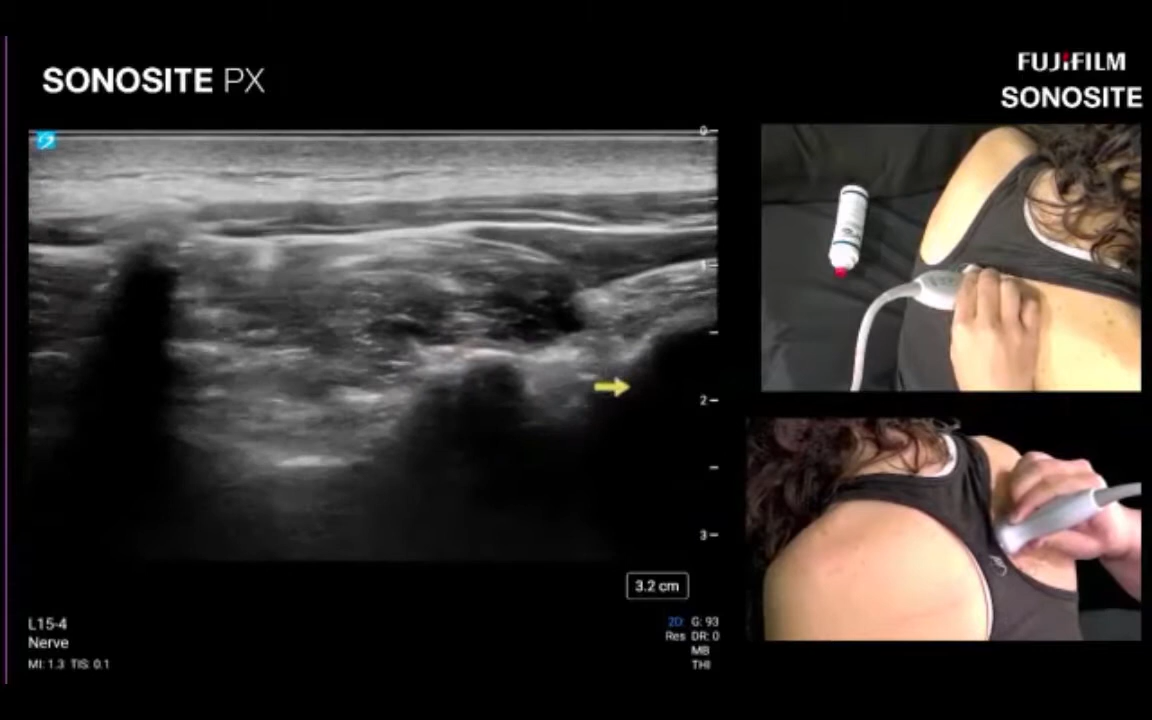 SONOSITE PX
FUJIFILM
SONOSITE
0
1
2
3
3.2 cm
L15-4
Nerve
MI: 1.3 TIS: 0.1
2D G: 93
Res DR: 0
MB
THI